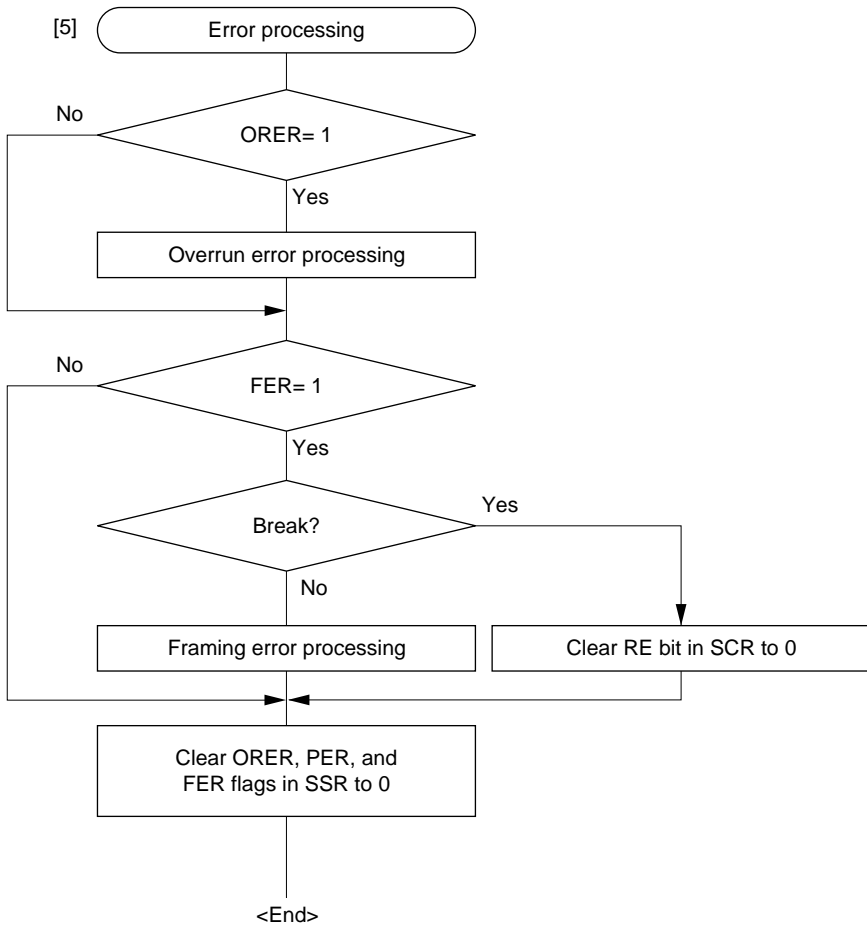 [5]
Error processing
No
ORER= 1
Yes
Overrun error processing
No
FER= 1
Yes
Break?
Yes
No
Framing error processing
Clear RE bit in SCR to 0
Clear ORER, PER, and
FER flags in SSR to 0
<End>